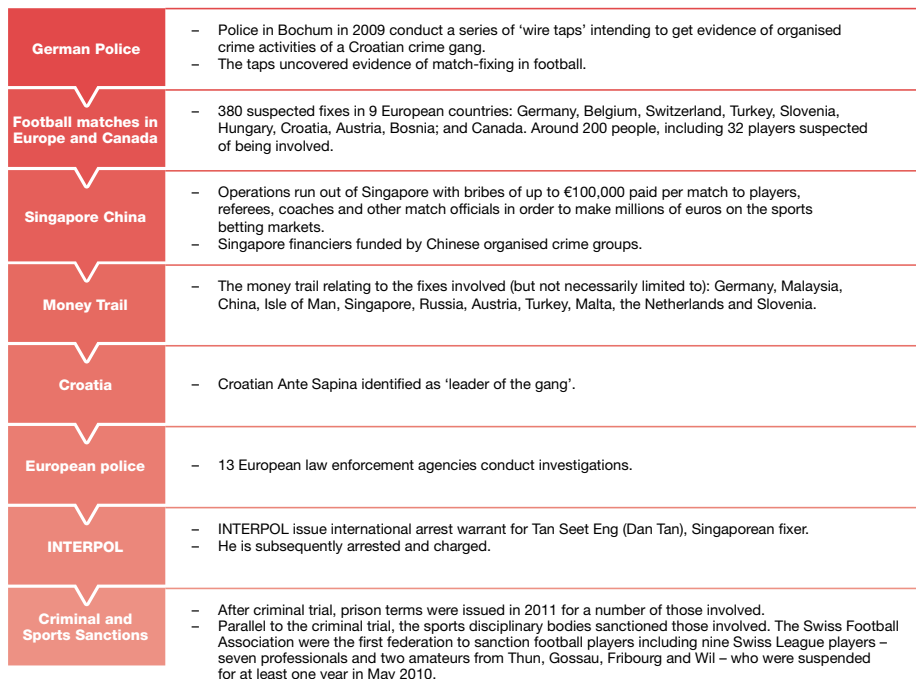 German Police
– Police in Bochum in 2009 conduct a series of ‘wire taps’ intending to get evidence of organised
crime activities of a Croatian crime gang.
– The taps uncovered evidence of match-fixing in football.
Football matches in
Europe and Canada
– 380 suspected fixes in 9 European countries: Germany, Belgium, Switzerland, Turkey, Slovenia,
Hungary, Croatia, Austria, Bosnia; and Canada. Around 200 people, including 32 players suspected
of being involved.
Singapore China
– Operations run out of Singapore with bribes of up to €100,000 paid per match to players,
referees, coaches and other match officials in order to make millions of euros on the sports
betting markets.
– Singapore financiers funded by Chinese organised crime groups.
Money Trail
– The money trail relating to the fixes involved (but not necessarily limited to): Germany, Malaysia,
China, Isle of Man, Singapore, Russia, Austria, Turkey, Malta, the Netherlands and Slovenia.
Croatia
– Croatian Ante Sapina identified as ‘leader of the gang’.
European police
– 13 European law enforcement agencies conduct investigations.
INTERPOL
– INTERPOL issue international arrest warrant for Tan Seet Eng (Dan Tan), Singaporean fixer.
– He is subsequently arrested and charged.
Criminal and
Sports Sanctions
– After criminal trial, prison terms were issued in 2011 for a number of those involved.
– Parallel to the criminal trial, the sports disciplinary bodies sanctioned those involved. The Swiss Football
Association were the first federation to sanction football players including nine Swiss League players –
seven professionals and two amateurs from Thun, Gossau, Fribourg and Wil – who were suspended
for at least one year in May 2010.